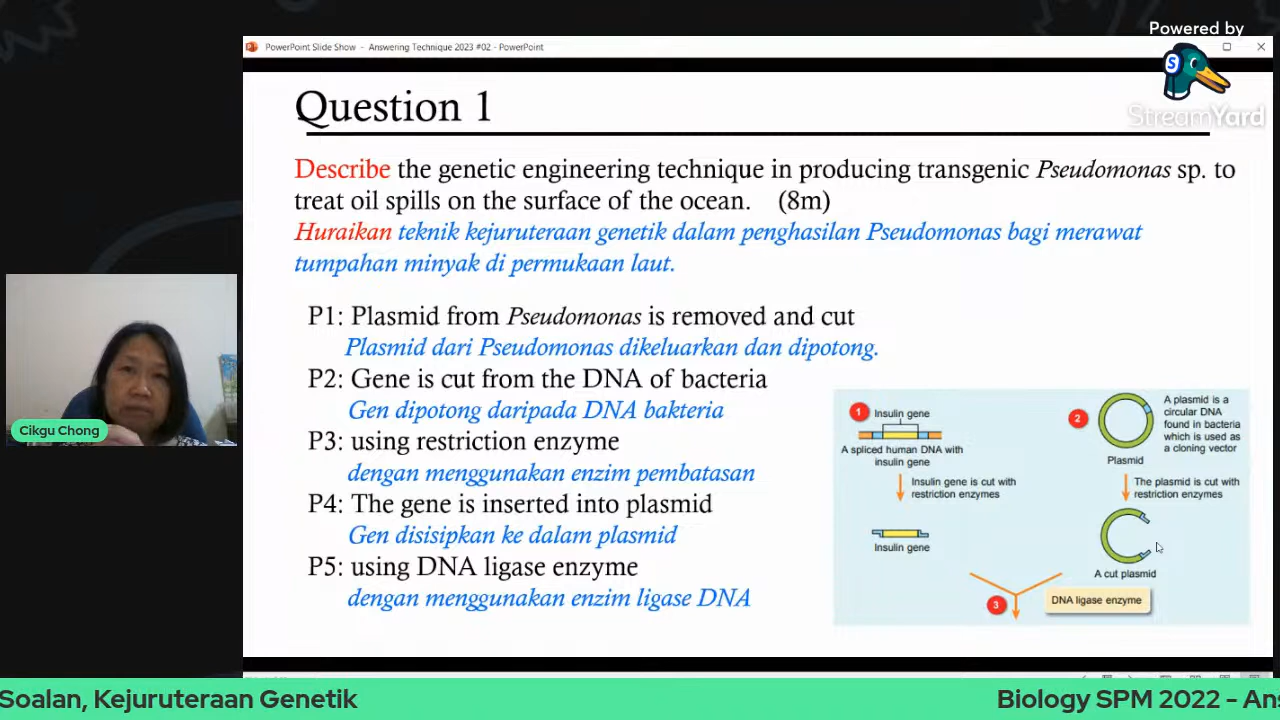 Powered by
StreamYard
PowerPoint Slide Show - Answering Technique 2023 #02 - PowerPoint
Question 1
Describe the genetic engineering technique in producing transgenic Pseudomonas sp. to
treat oil spills on the surface of the ocean. (8m)
Huraikan teknik kejuruteraan genetik dalam penghasilan Pseudomonas bagi merawat
tumpahan minyak di permukaan laut.
P1: Plasmid from Pseudomonas is removed and cut
Plasmid dari Pseudomonas dikeluarkan dan dipotong.
P2: Gene is cut from the DNA of bacteria
Gen dipotong daripada DNA bakteria
P3: using restriction enzyme
dengan menggunakan enzim pembatasan
P4: The gene is inserted into plasmid
Gen disisipkan ke dalam plasmid
P5: using DNA ligase enzyme
dengan menggunakan enzim ligase DNA
1
Insulin gene
A spliced human DNA with
insulin gene
Insulin gene is cut with
restriction enzymes
Insulin gene
2
A plasmid is a
circular DNA
found in bacteria
which is used as
a cloning vector
Plasmid
The plasmid is cut with
restriction enzymes
A cut plasmid
3
DNA ligase enzyme
S
Cikgu Chong
Soalan, Kejuruteraan Genetik
Biology SPM 2022 - Ans